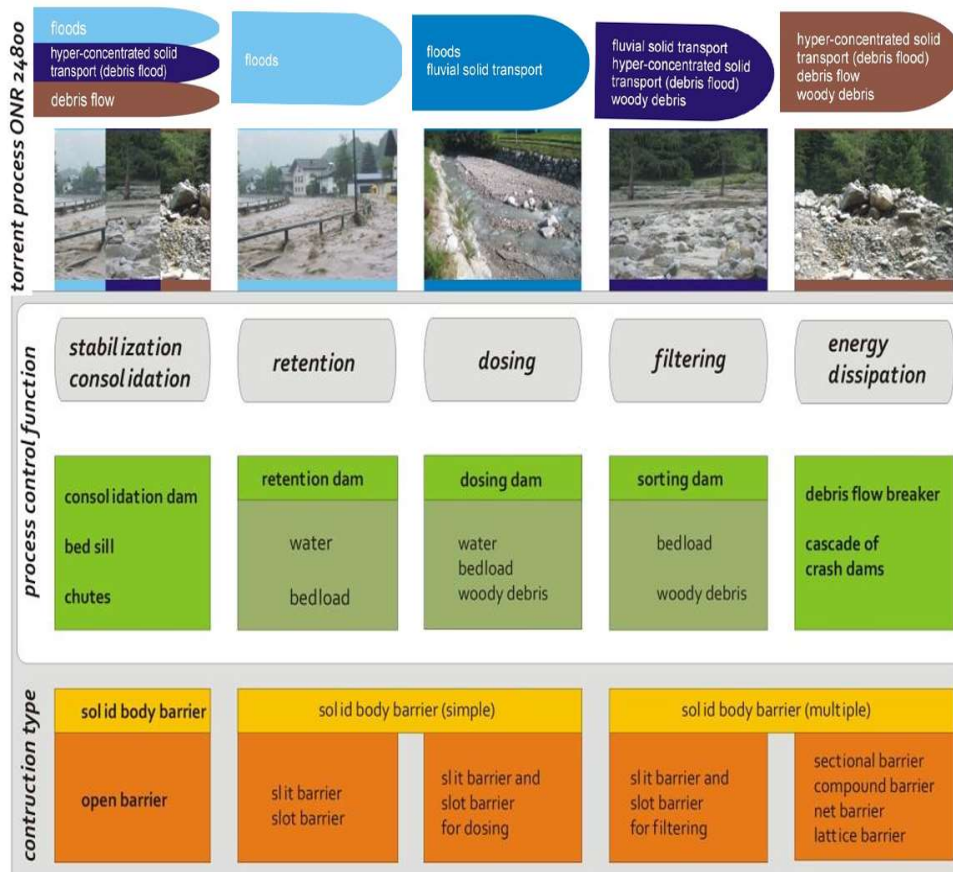 torrent process ONR 24800
floods
hyper-concentrated solid
transport (debris flood)
debris flow
floods
floods
fluvial solid transport
fluvial solid transport
hyper-concentrated solid
transport (debris flood)
woody debris
hyper-concentrated solid
transport (debris flood)
debris flow
woody debris
process control function
stabilization
consolidation
retention
dosing
filtering
energy
dissipation
consolidation dam
bed sill
chutes
retention dam
water
bedload
dosing dam
water
bedload
woody debris
sorting dam
bedload
woody debris
debris flow breaker
cascade of
crash dams
contruction type
solid body barrier
open barrier
solid body barrier (simple)
slit barrier
slot barrier
slit barrier and
slot barrier
for dosing
solid body barrier (multiple)
slit barrier and
slot barrier
for filtering
sectional barrier
compound barrier
net barrier
lattice barrier